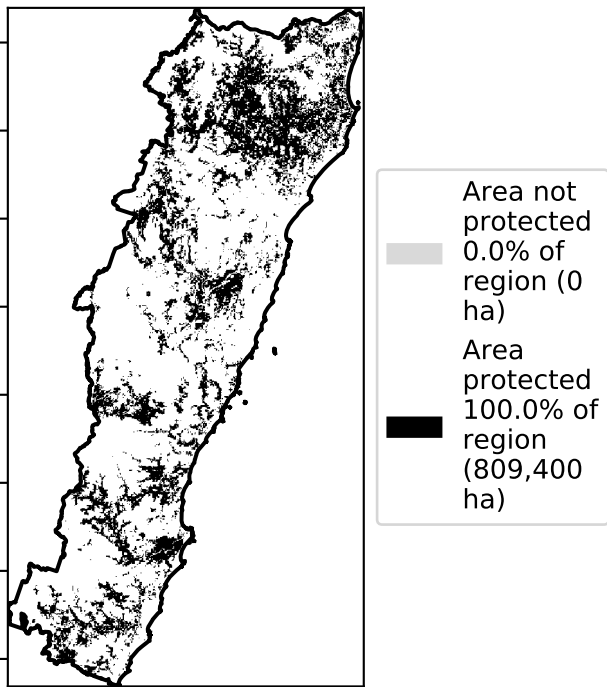 Area not
protected
0.0% of
region (0
ha)
Area
protected
100.0% of
region
(809,400
ha)